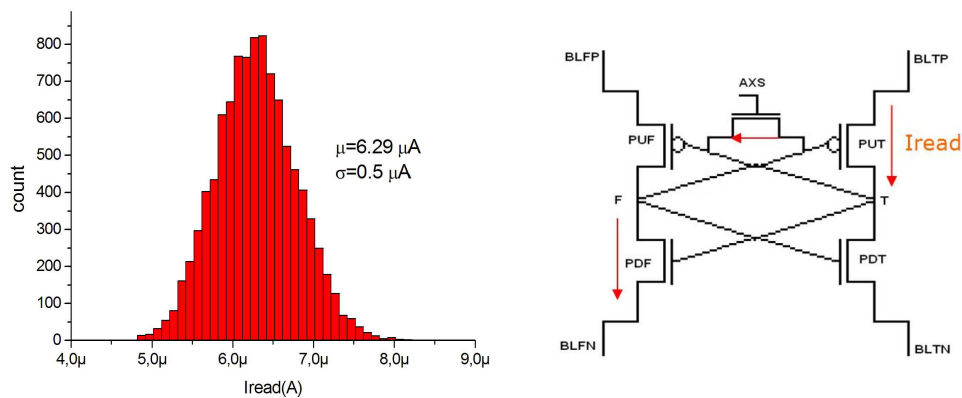 800
700
600
500
400
300
200
100
0
count
4,0μ 5,0μ 6,0μ 7,0μ 8,0μ 9,0μ
Iread(A)
μ=6.29 μA
σ=0.5 μA
BLFP
BLTP
AXS
PUF
PUT
Iread
F
T
PDF
PDT
BLFN
BLTN